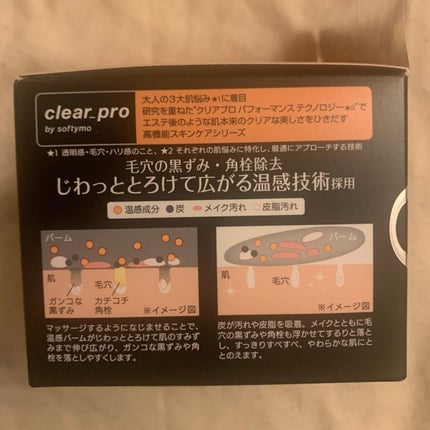 clear_pro
by softymo
大人の3大肌悩み★1に着目
研究を重ねた"クリアプロ パフォーマンス テクノロジー★2"で
エステ後のような肌本来のクリアな美しさをひきだす
高機能スキンケアシリーズ
★1 透明感・毛穴・ハリ感のこと、★2 それぞれの肌悩みに特化し、最適にアプローチする技術
毛穴の黒ずみ・角栓除去
じわっととろけて広がる温感技術採用
温感成分 炭 メイク汚れ 皮脂汚れ
バーム
肌
毛穴
ガンコな
黒ずみ
カチコチ
角栓
※イメージ図
マッサージするようになじませることで、
温感バームがじわっととろけて肌のすみず
みまで伸び広がり、ガンコな黒ずみや角
栓を落としやすくします。
バーム
肌
毛穴
※イメージ図
炭が汚れや皮脂を吸着。メイクとともに毛
穴の黒ずみや角栓も浮かせてするりと落と
し、すっきりすべすべ、やわらかな肌にと
とのえます。